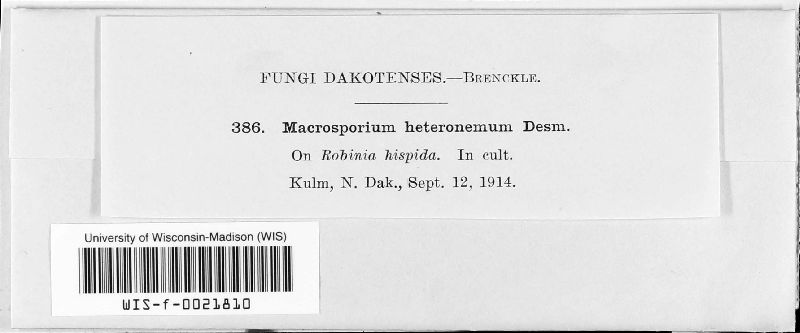 FUNGI DAKOTENSES.—BRENCKLE.
386. Macrosporium heteronemum Desm.
On Robinia hispida. In cult.
Kulm, N. Dak., Sept. 12, 1914.
University of Wisconsin-Madison (WIS)
WIS-f-0021810